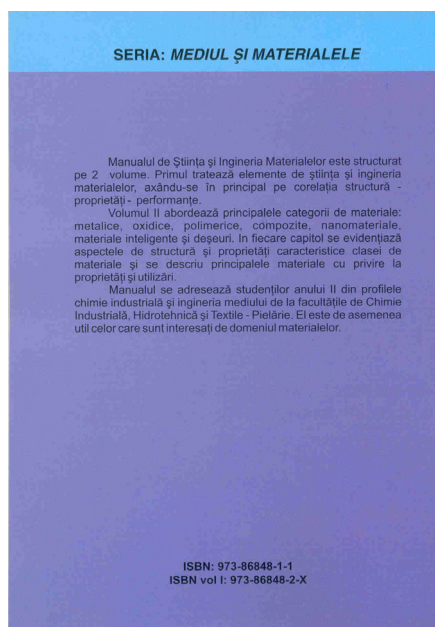 SERIA: MEDIUL ŞI MATERIALELE
Manualul de Ştiinţa şi Ingineria Materialelor este structurat
pe 2 volume. Primul tratează elemente de ştiinţa şi ingineria
materialelor, axându-se în principal pe corelaţia structură -
proprietăţi - performanţe.
Volumul II abordează principalele categorii de materiale:
metalice, oxidice, polimerice, compozite, nanomateriale,
materiale inteligente şi deşeuri. In fiecare capitol se evidenţiază
aspectele de structură şi proprietăţi caracteristice clasei de
materiale şi se descriu principalele materiale cu privire la
proprietăţi şi utilizări.
Manualul se adresează studenţilor anului II din profilele
chimie industrială şi ingineria mediului de la facultăţile de Chimie
Industrială, Hidrotehnică şi Textile - Pielărie. El este de asemenea
util celor care sunt interesaţi de domeniul materialelor.
ISBN: 973-86848-1-1
ISBN vol I: 973-86848-2-X